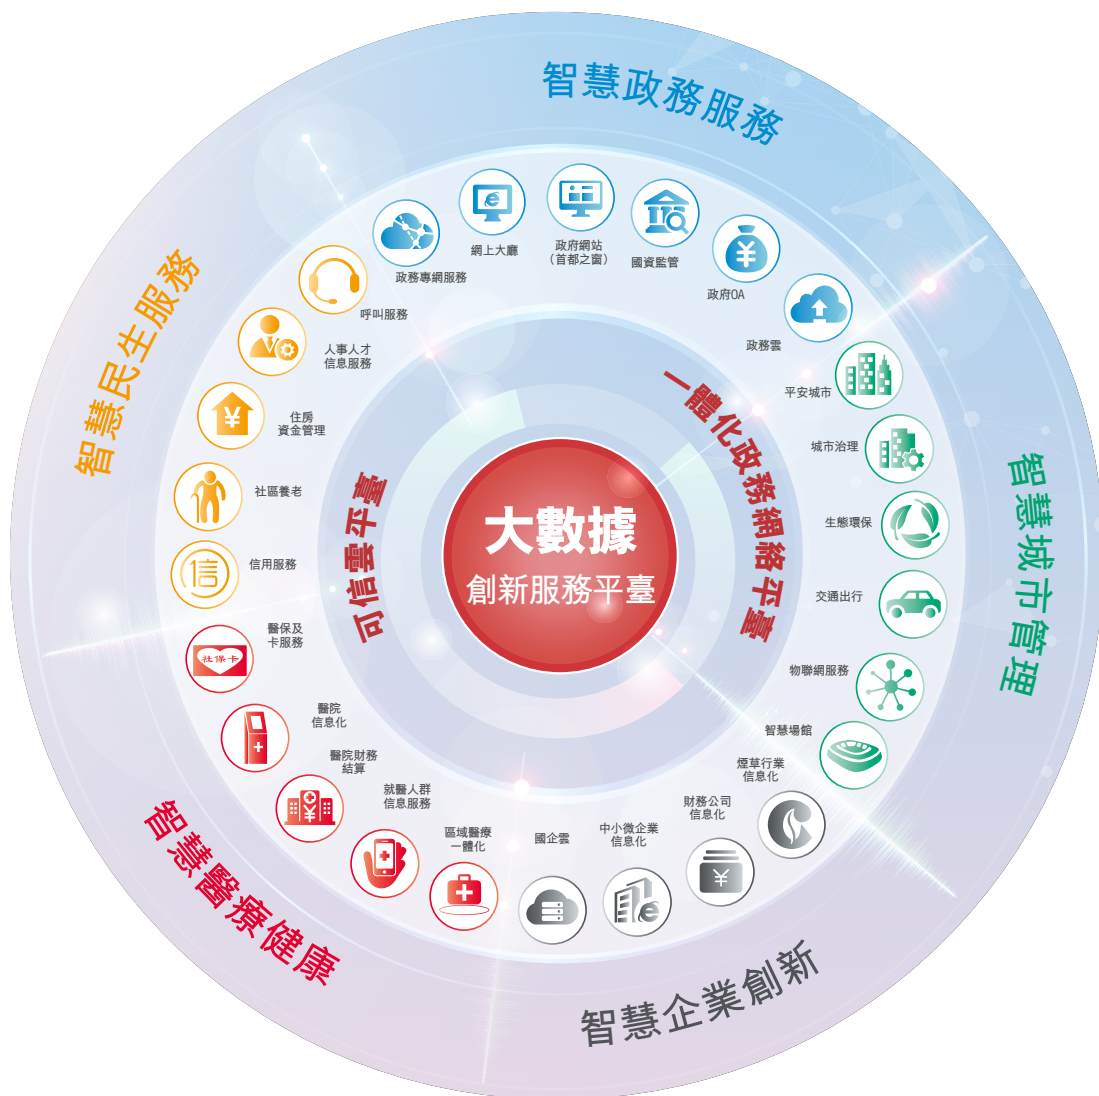 智慧政務服務
網上大廳
政府網站
（首都之窗）
國資監管
政府OA
政務雲
政務專網服務
智慧民生服務
呼叫服務
人事人才
信息服務
住房
資金管理
社區養老
信用服務
信
智慧城市管理
平安城市
城市治理
生態環保
交通出行
物聯網服務
智慧場館
一體化政務網絡平臺
可信雲平臺
大數據
創新服務平臺
智慧醫療健康
醫保及
卡服務
社保卡
醫院
信息化
醫院財務
結算
就醫人群
信息服務
區域醫療
一體化
智慧企業創新
國企雲
中小微企業
信息化
財務公司
信息化
煙草行業
信息化